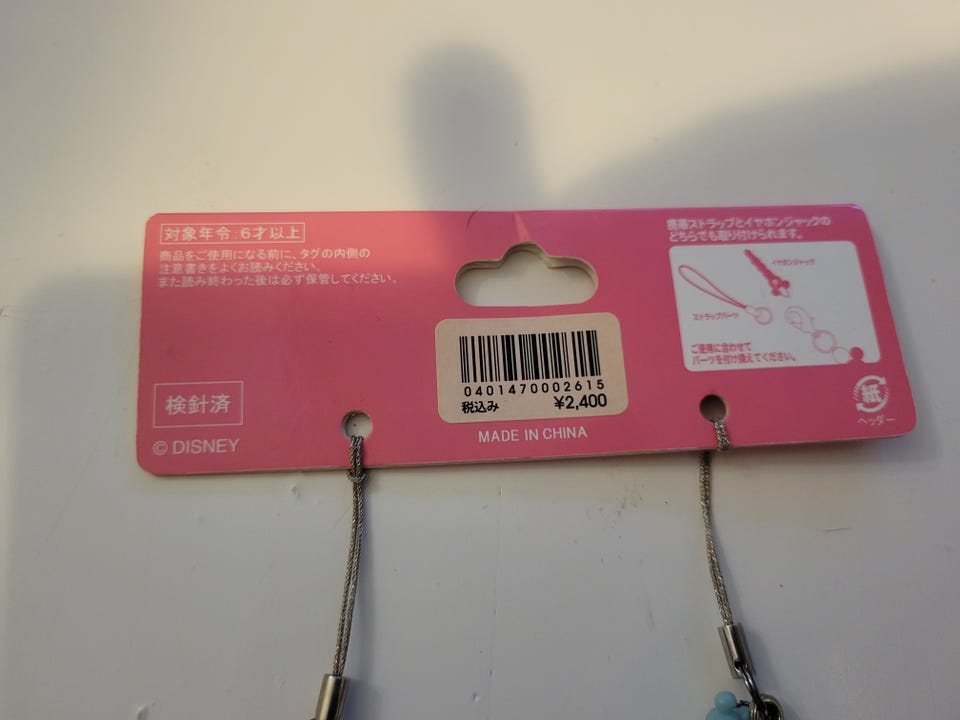 対象年令:6才以上
商品をご使用になる前に、タグの内側の
注意書きをよくお読みください。
また読み終わった後は必ず保管してください。
検針済
© DISNEY
0401470002615
税込み ¥2,400
MADE IN CHINA
携帯ストラップとイヤホンジャックの
どちらでも取り付けられます。
イヤホンジャック
ストラップパーツ
ご使用に合わせて
パーツを付け換えてください。
紙
ヘッダー